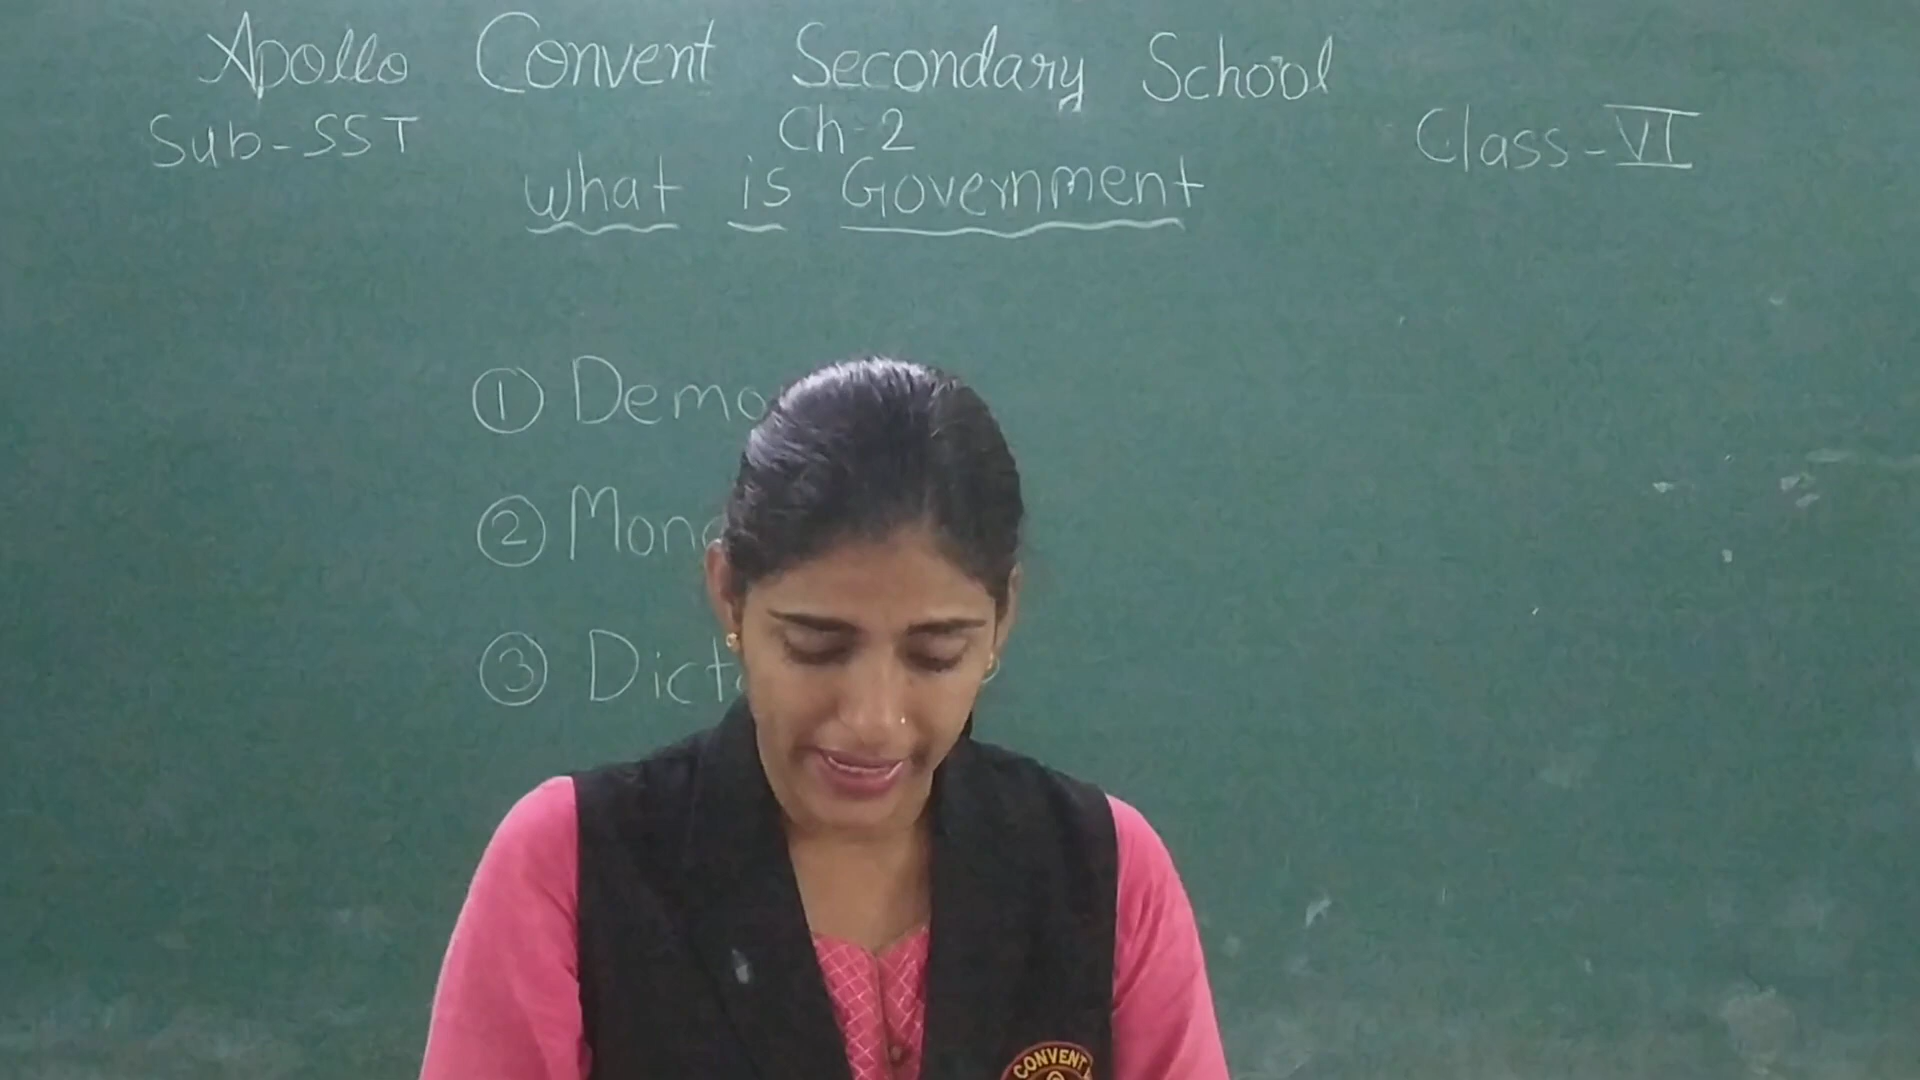 Apollo Convent Secondary School
Sub-SST Ch-2 Class-VI
What is Government
① Demo
② Mon
③ Dict
CONVENT